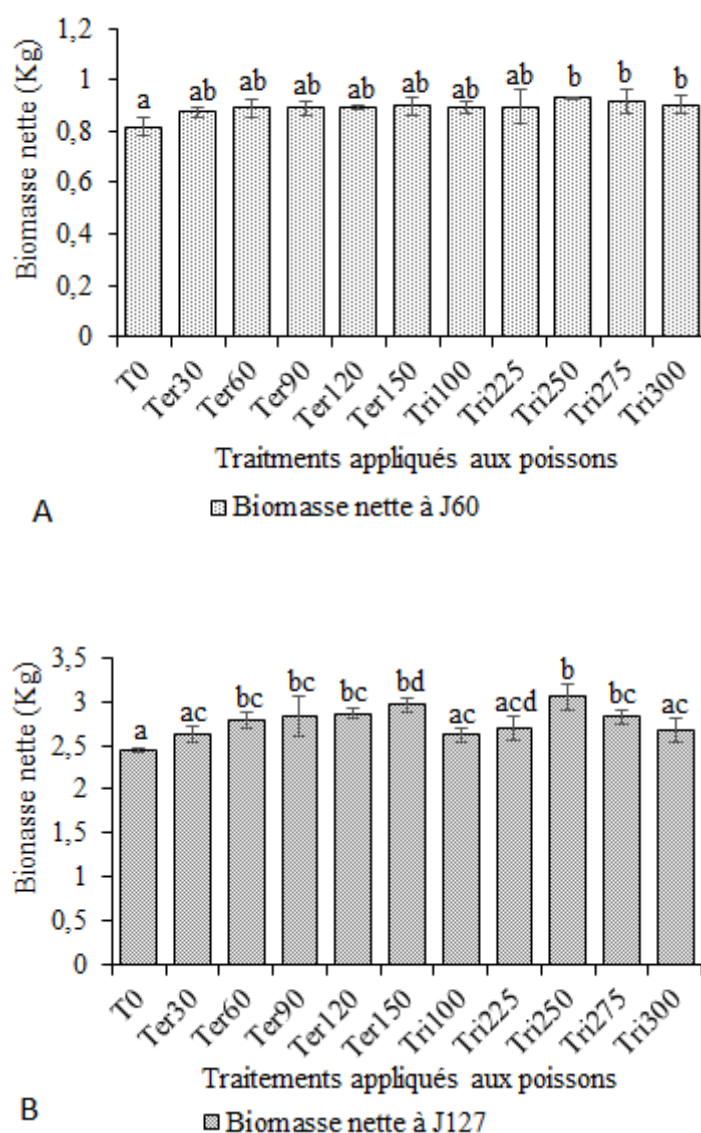 Biomasse nette (Kg)
1,2
1
0,8
0,6
0,4
0,2
0
a
ab
ab
ab
ab
ab
ab
ab
b
b
b
T0
Ter30
Ter60
Ter90
Ter120
Ter150
Tri100
Tri225
Tri250
Tri275
Tri300
Traitments appliqués aux poissons
A
Biomasse nette à J60
Bionasse nette (Kg)
3,5
3
2,5
2
1,5
1
0,5
0
a
ac
bc
bc
bc
bd
ac
acd
b
bc
ac
T0
Ter30
Ter60
Ter90
Ter120
Ter150
Tri100
Tri225
Tri250
Tri275
Tri300
Traitements appliqués aux poissons
B
Biomasse nette à J127